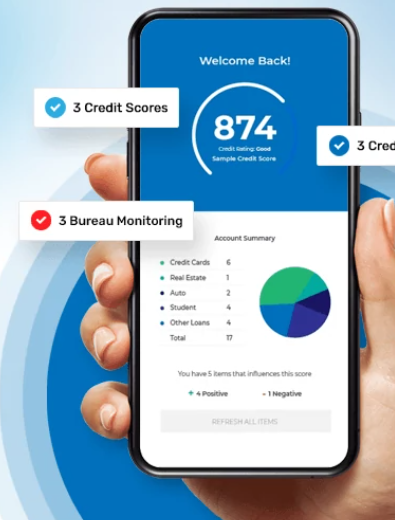 Welcome Back!
3 Credit Scores
874
Credit Rating: Good
Sample Credit Score
3 Cred
3 Bureau Monitoring
Account Summary
Credit Cards 6
Real Estate 1
Auto 2
Student 4
Other Loans 4
Total 17
You have 5 items that influences this score
+ 4 Positive - 1 Negative
REFRESH ALL ITEMS